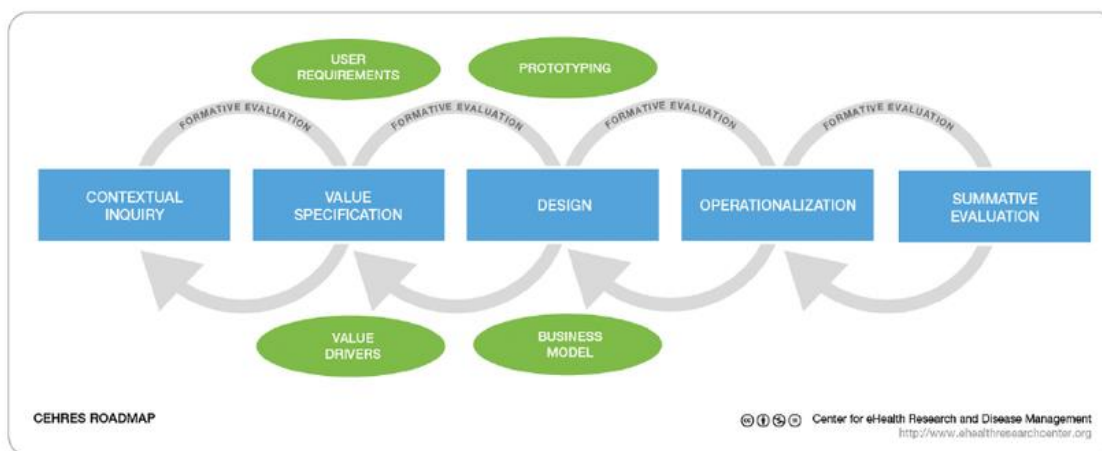 USER
REQUIREMENTS
PROTOTYPING
FORMATIVE EVALUATION
FORMATIVE EVALUATION
FORMATIVE EVALUATION
FORMATIVE EVALUATION
CONTEXTUAL
INQUIRY
VALUE
SPECIFICATION
DESIGN
OPERATIONALIZATION
SUMMATIVE
EVALUATION
VALUE
DRIVERS
BUSINESS
MODEL
CEHRES ROADMAP
Center for eHealth Research and Disease Management
http://www.ehealthresearchcenter.org